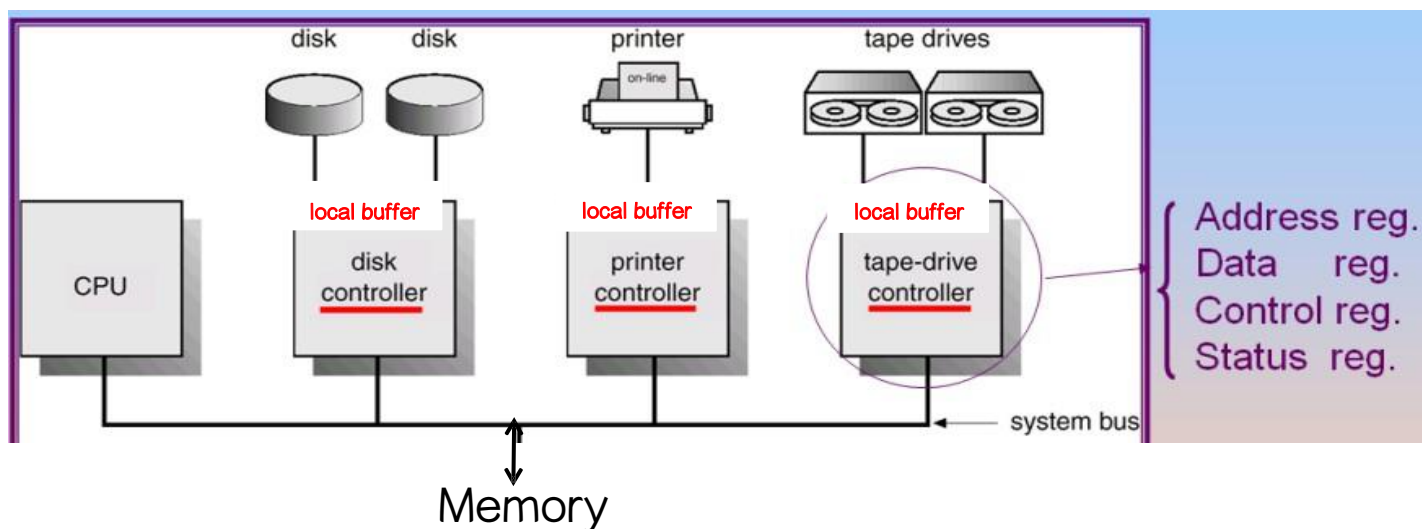 disk
disk
printer
tape drives
on-line
local buffer
local buffer
local buffer
CPU
disk
controller
printer
controller
tape-drive
controller
Address reg.
Data reg.
Control reg.
Status reg.
system bus
Memory